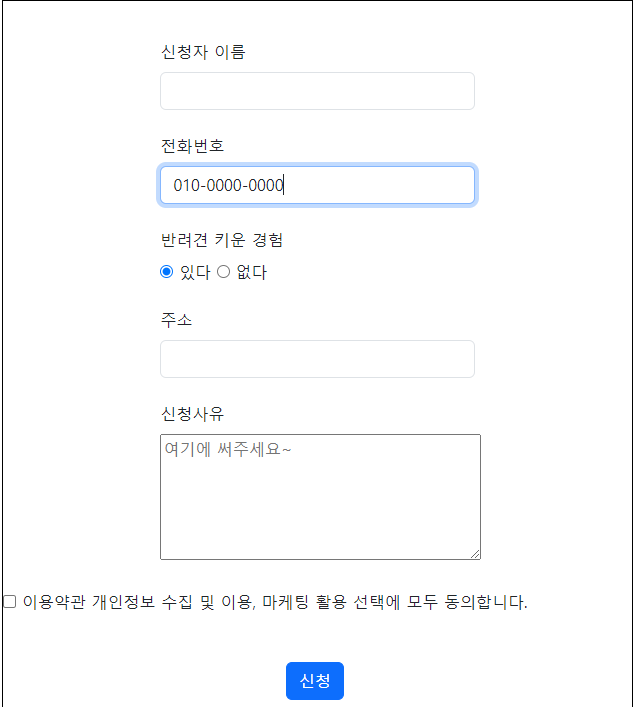 신청자 이름
전화번호
010-0000-0000
반려견 키운 경험
있다 없다
주소
신청사유
여기에 써주세요~
이용약관 개인정보 수집 및 이용, 마케팅 활용 선택에 모두 동의합니다.
신청